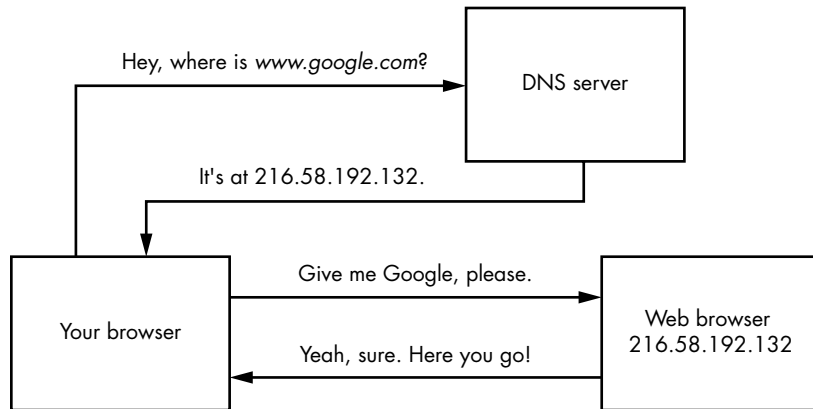 Hey, where is www.google.com?
DNS server
It's at 216.58.192.132.
Give me Google, please.
Your browser
Web browser
216.58.192.132
Yeah, sure. Here you go!